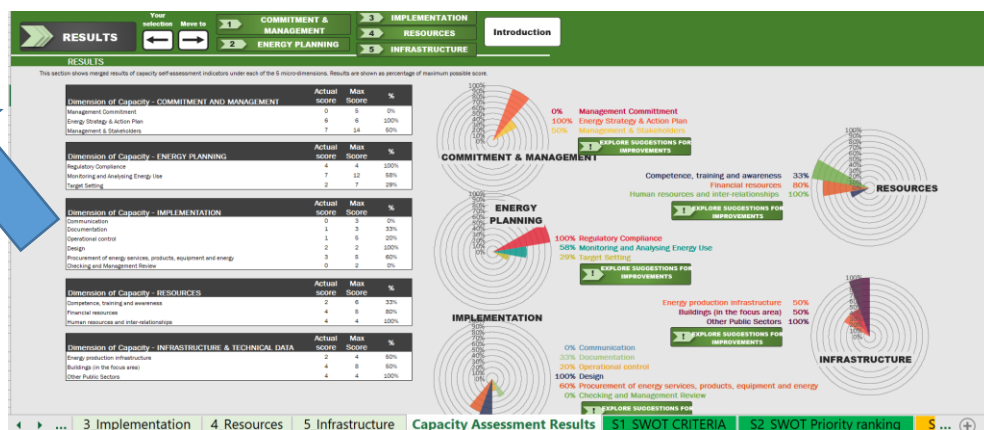 RESULTS
Your selection
Move to
1 COMMITMENT & MANAGEMENT
2 ENERGY PLANNING
3 IMPLEMENTATION
4 RESOURCES
5 INFRASTRUCTURE
Introduction
RESULTS
This section shows merged results of capacity self-assessment indicators under each of the 5 micro-dimensions. Results are shown as percentage of maximum possible score.
Dimension of Capacity - COMMITMENT AND MANAGEMENT Actual score Max Score %
Management Commitment 0 5 0%
Energy Strategy & Action Plan 6 6 100%
Management & Stakeholders 7 14 50%
Dimension of Capacity - ENERGY PLANNING Actual score Max Score %
Regulatory Compliance 4 4 100%
Monitoring and Analysing Energy Use 7 12 58%
Target Setting 2 7 29%
Dimension of Capacity - IMPLEMENTATION Actual score Max Score %
Communication 0 3 0%
Documentation 1 3 33%
Operational control 1 5 20%
Design 2 2 100%
Procurement of energy services, products, equipment and energy 3 5 60%
Checking and Management Review 0 2 0%
Dimension of Capacity - RESOURCES Actual score Max Score %
Competence, training and awareness 2 6 33%
Financial resources 4 5 80%
Human resources and inter-relationships 4 4 100%
Dimension of Capacity - INFRASTRUCTURE & TECHNICAL DATA Actual score Max Score %
Energy production infrastructure 2 4 50%
Buildings (in the focus area) 4 8 50%
Other Public Sectors 4 4 100%
0% Management Commitment
100% Energy Strategy & Action Plan
50% Management & Stakeholders
! EXPLORE SUGGESTIONS FOR IMPROVEMENTS
COMMITMENT & MANAGEMENT
ENERGY PLANNING
100% Regulatory Compliance
58% Monitoring and Analysing Energy Use
29% Target Setting
! EXPLORE SUGGESTIONS FOR IMPROVEMENTS
IMPLEMENTATION
0% Communication
33% Documentation
20% Operational control
100% Design
60% Procurement of energy services, products, equipment and energy
0% Checking and Management Review
! EXPLORE SUGGESTIONS FOR
Competence, training and awareness 33%
Financial resources 80%
Human resources and inter-relationships 100%
! EXPLORE SUGGESTIONS FOR IMPROVEMENTS
RESOURCES
Energy production infrastructure 50%
Buildings (in the focus area) 50%
Other Public Sectors 100%
! EXPLORE SUGGESTIONS FOR IMPROVEMENTS
INFRASTRUCTURE
... 3 Implementation 4 Resources 5 Infrastructure Capacity Assessment Results S1_SWOT CRITERIA S2_SWOT Priority ranking S ...